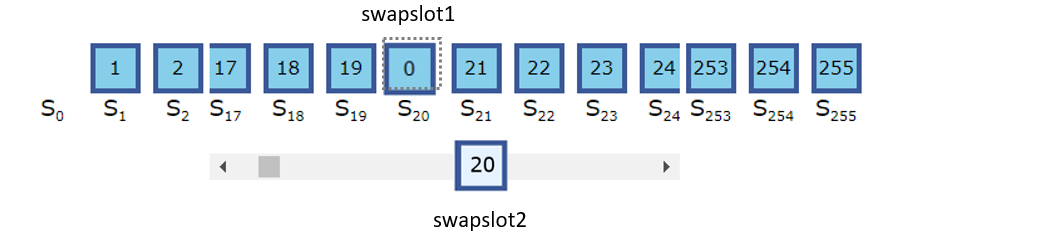 swapslot1
1 2 17 18 19 0 21 22 23 24 253 254 255
S₀ S₁ S₂ S₁₇ S₁₈ S₁₉ S₂₀ S₂₁ S₂₂ S₂₃ S₂₄ S₂₅₃ S₂₅₄ S₂₅₅
20
swapslot2